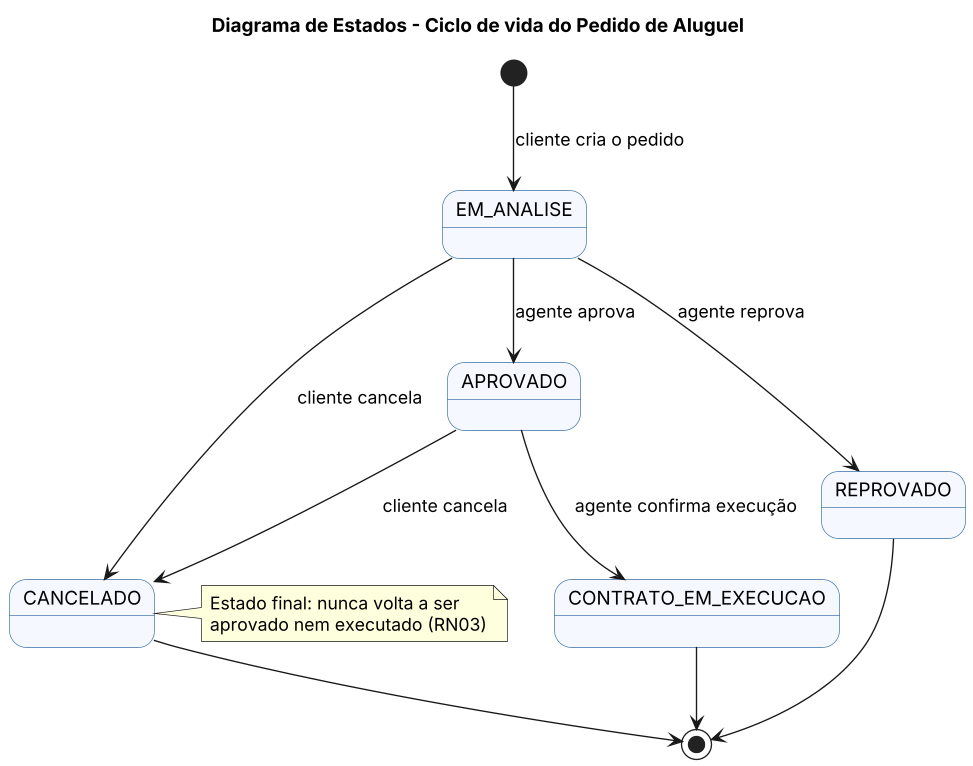 Diagrama de Estados - Ciclo de vida do Pedido de Aluguel
cliente cria o pedido
EM_ANALISE
agente aprova
agente reprova
APROVADO
cliente cancela
REPROVADO
cliente cancela
agente confirma execução
CANCELADO
Estado final: nunca volta a ser
aprovado nem executado (RN03)
CONTRATO_EM_EXECUCAO